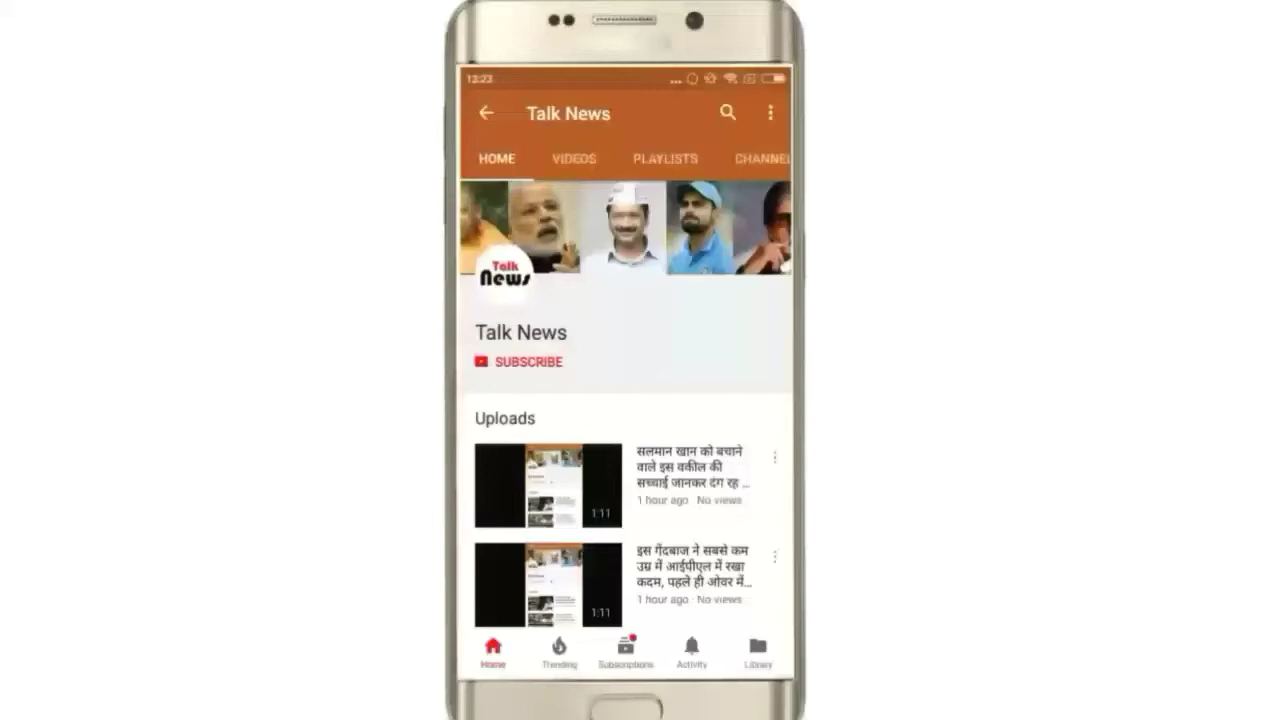 12:23
Talk News
HOME VIDEOS PLAYLISTS CHANNEL
Talk
News
Talk News
SUBSCRIBE
Uploads
सलमान खान को बचाने
वाले इस वकील की
सच्चाई जानकर दंग रह ...
1 hour ago · No views
1:11
इस गेंदबाज ने सबसे कम
उम्र में आईपीएल में रखा
कदम, पहले ही ओवर में...
1 hour ago · No views
1:11
Home Trending Subscriptions Activity Library